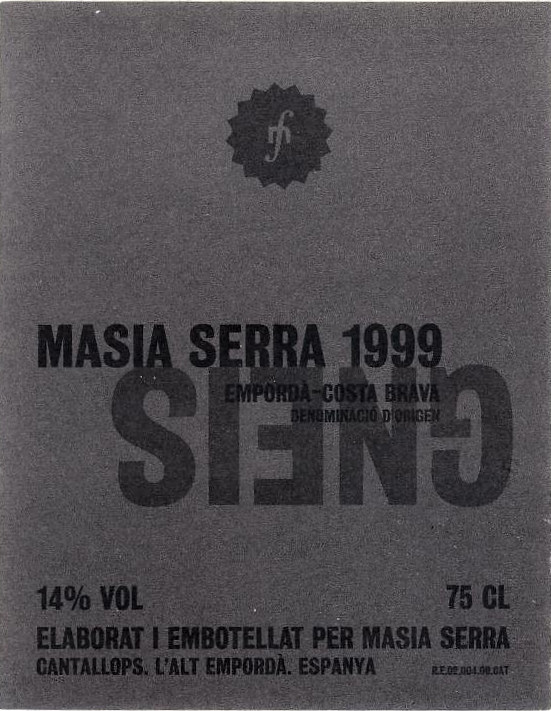 MASIA SERRA 1999
EMPORDÀ-COSTA BRAVA
DENOMINACIÓ D'ORIGEN
GNEIS
14% VOL 75 CL
ELABORAT I EMBOTELLAT PER MASIA SERRA
CANTALLOPS. L'ALT EMPORDÀ. ESPANYA